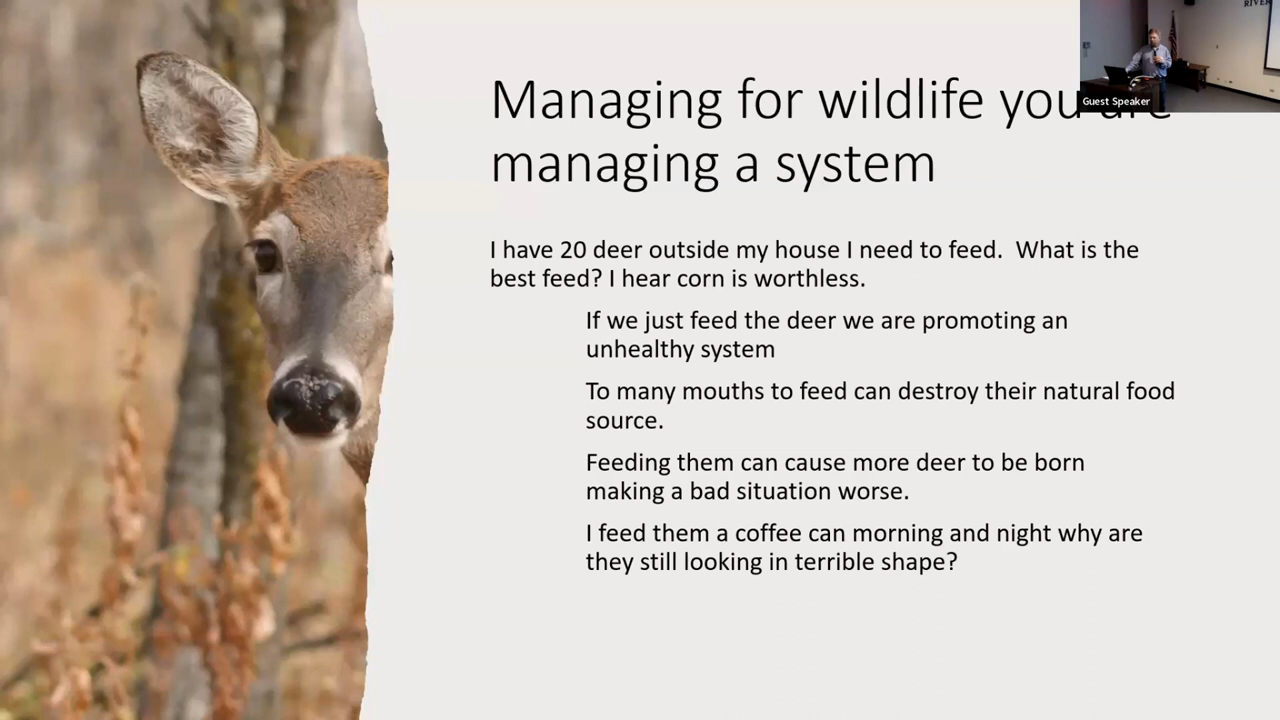 Managing for wildlife you are
managing a system
I have 20 deer outside my house I need to feed.  What is the
best feed? I hear corn is worthless.
If we just feed the deer we are promoting an
unhealthy system
To many mouths to feed can destroy their natural food
source.
Feeding them can cause more deer to be born
making a bad situation worse.
I feed them a coffee can morning and night why are
they still looking in terrible shape?
Guest Speaker
RIVER